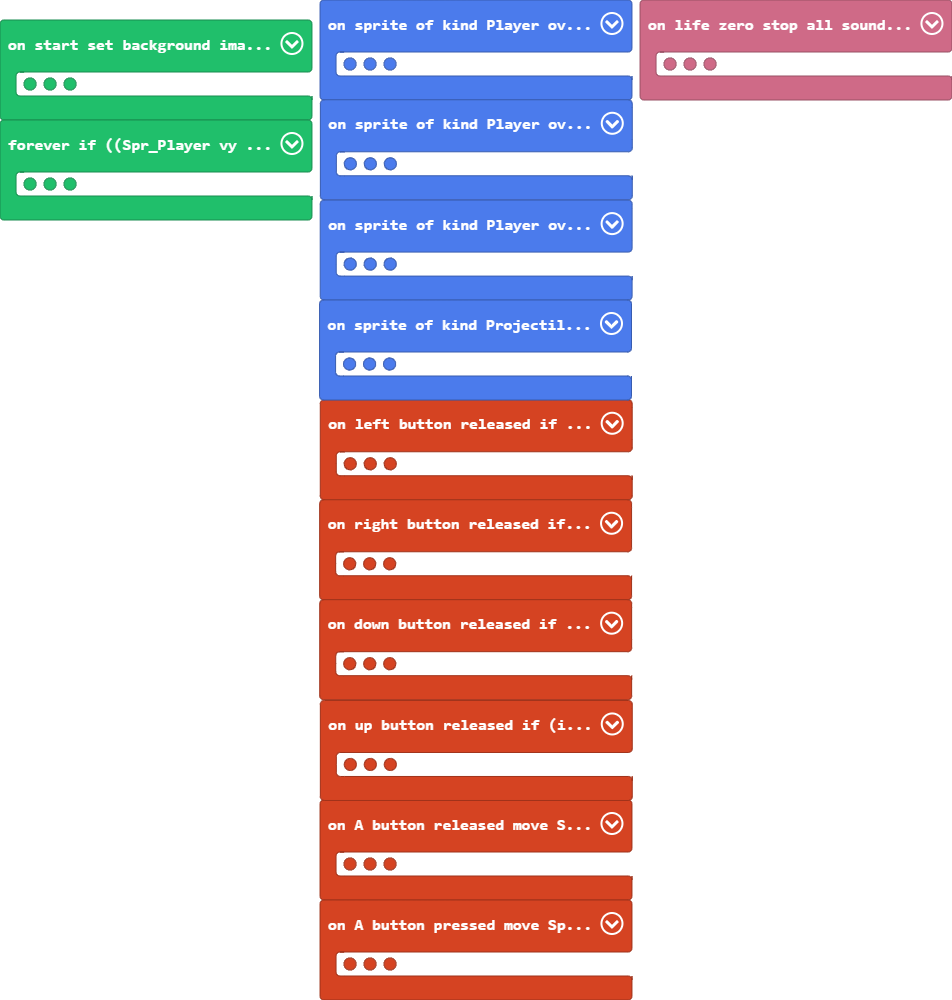 on start set background ima...
forever if ((Spr_Player vy ...
on sprite of kind Player ov...
on sprite of kind Player ov...
on sprite of kind Player ov...
on sprite of kind Projectil...
on left button released if ...
on right button released if...
on down button released if ...
on up button released if (i...
on A button released move S...
on A button pressed move Sp...
on life zero stop all sound...